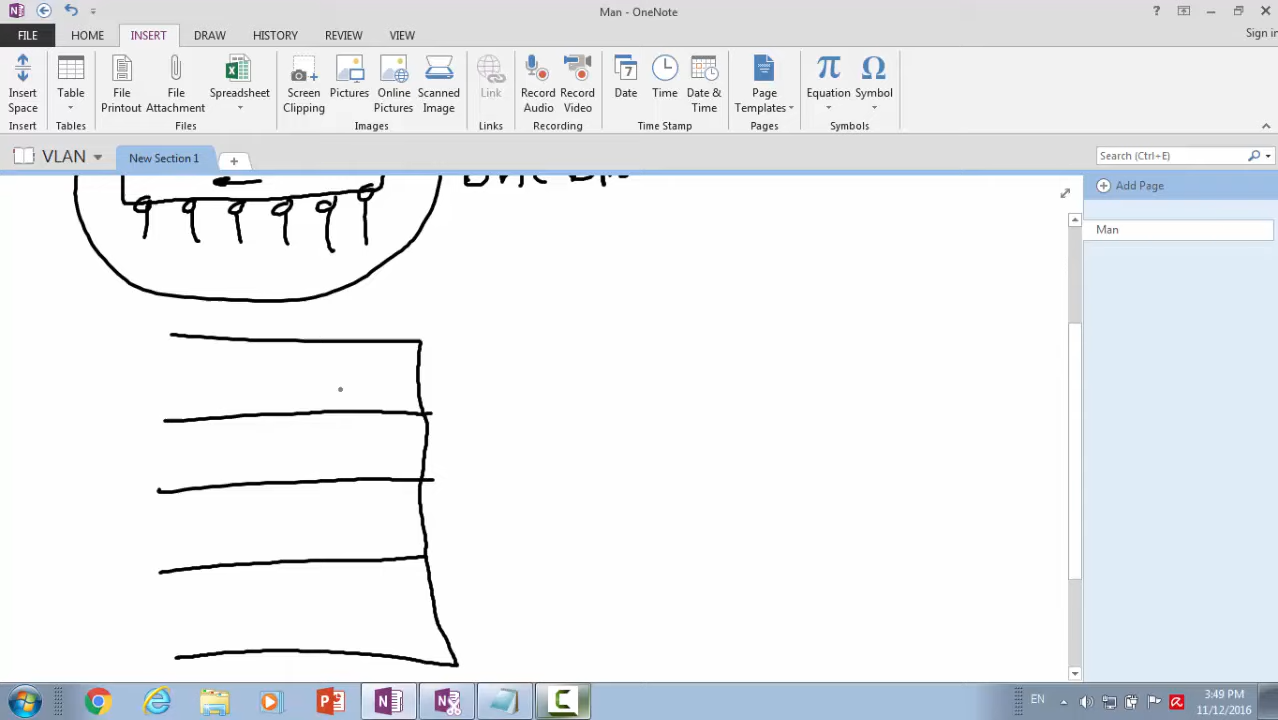 Man - OneNote
?
Sign in
FILE HOME INSERT DRAW HISTORY REVIEW VIEW
Insert Space
Table
File Printout
File Attachment
Spreadsheet
Screen Clipping
Pictures
Online Pictures
Scanned Image
Link
Record Audio
Record Video
Date
Time
Date & Time
Page Templates
Equation
Symbol
Insert Tables Files Images Links Recording Time Stamp Pages Symbols
VLAN New Section 1 +
Search (Ctrl+E)
Add Page
Man
EN
3:49 PM
11/12/2016